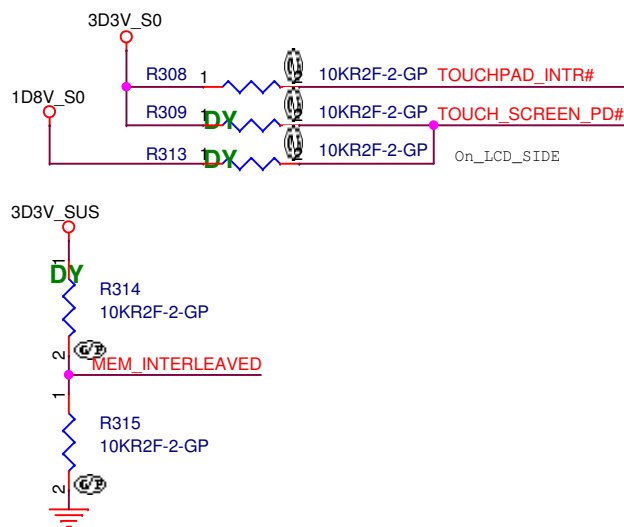 3D3V_S0
R308 1 2 10KR2F-2-GP TOUCHPAD_INTR#
1D8V_S0
R309 1 DY 2 10KR2F-2-GP TOUCH_SCREEN_PD#
R313 1 DY 2 10KR2F-2-GP On_LCD_SIDE
3D3V_SUS
1
DY
R314
10KR2F-2-GP
2 G/P
MEM_INTERLEAVED
1
R315
10KR2F-2-GP
2 G/P